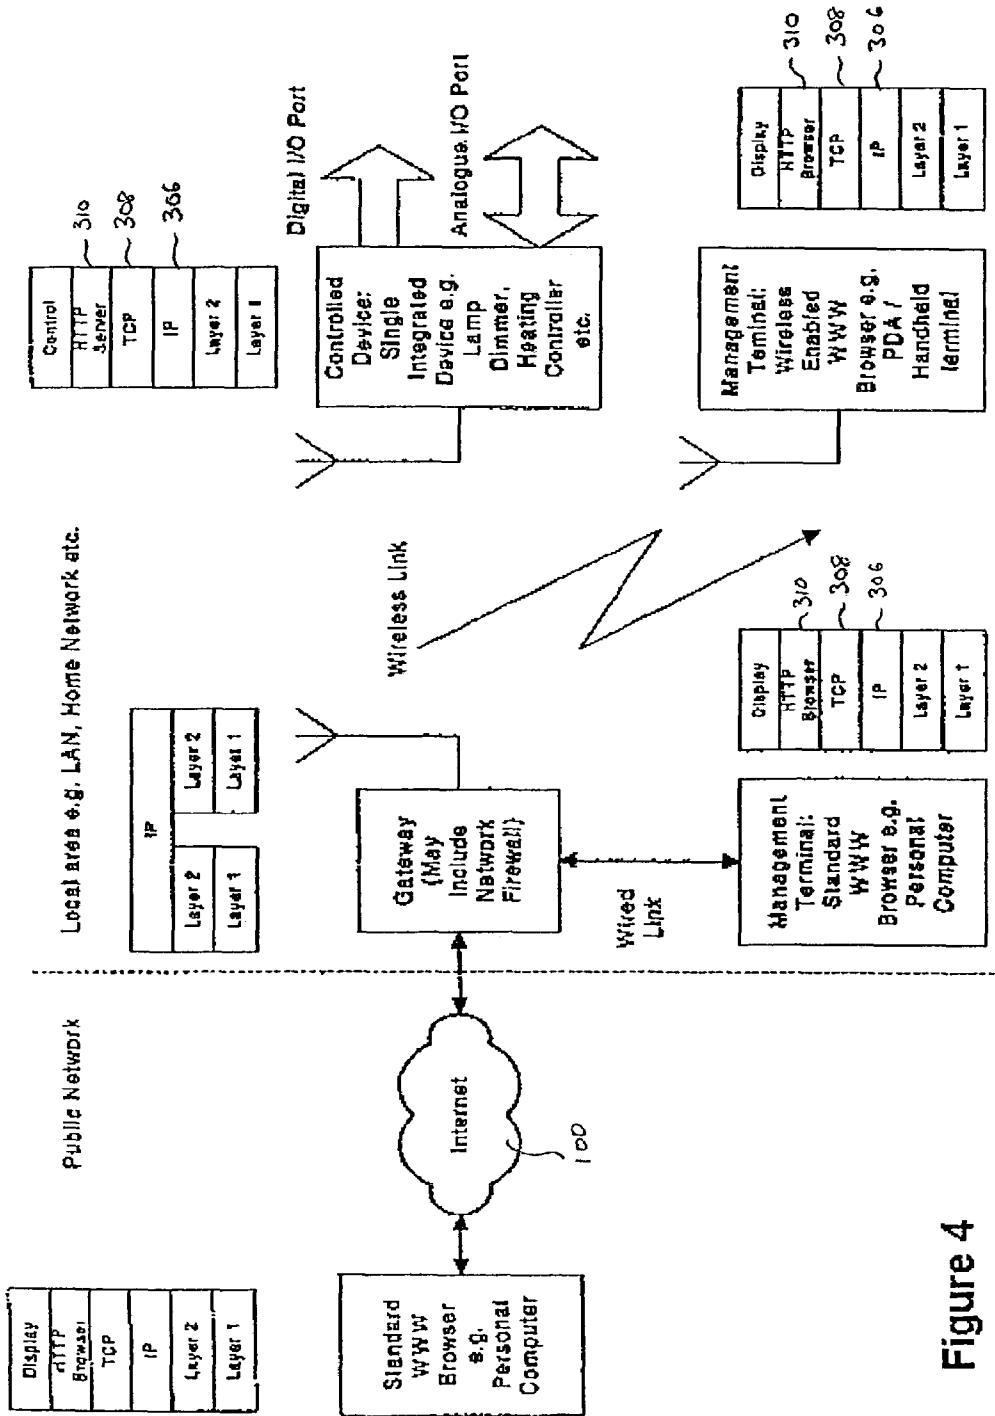 Public Network
Local area e.g. LAN, Home Network etc.
Display
HTTP
Browser
TCP
IP
Layer 2
Layer 1
IP
Layer 2
Layer 2
Layer 1
Layer 1
Control
HTTP
Server
TCP
IP
Layer 2
Layer 1
310
308
306
Standard
WWW
Browser
e.g.
Personal
Computer
Internet
100
Gateway
(May
Include
Network
Firewall)
Wireless Link
Controlled
Device:
Single
Integrated
Device e.g.
Lamp
Dimmer,
Heating
Controller
etc.
Digital I/O Port
Analogue I/O Port
Wired
Link
Management
Terminal:
Standard
WWW
Browser e.g.
Personal
Computer
Display
HTTP
Browser
TCP
IP
Layer 2
Layer 1
310
308
306
Management
Teminal:
Wireless
Enabled
WWW
Browser e.g.
PDA /
Handheld
terminal
Display
HTTP
Browser
TCP
IP
Layer 2
Layer 1
310
308
306
Figure 4